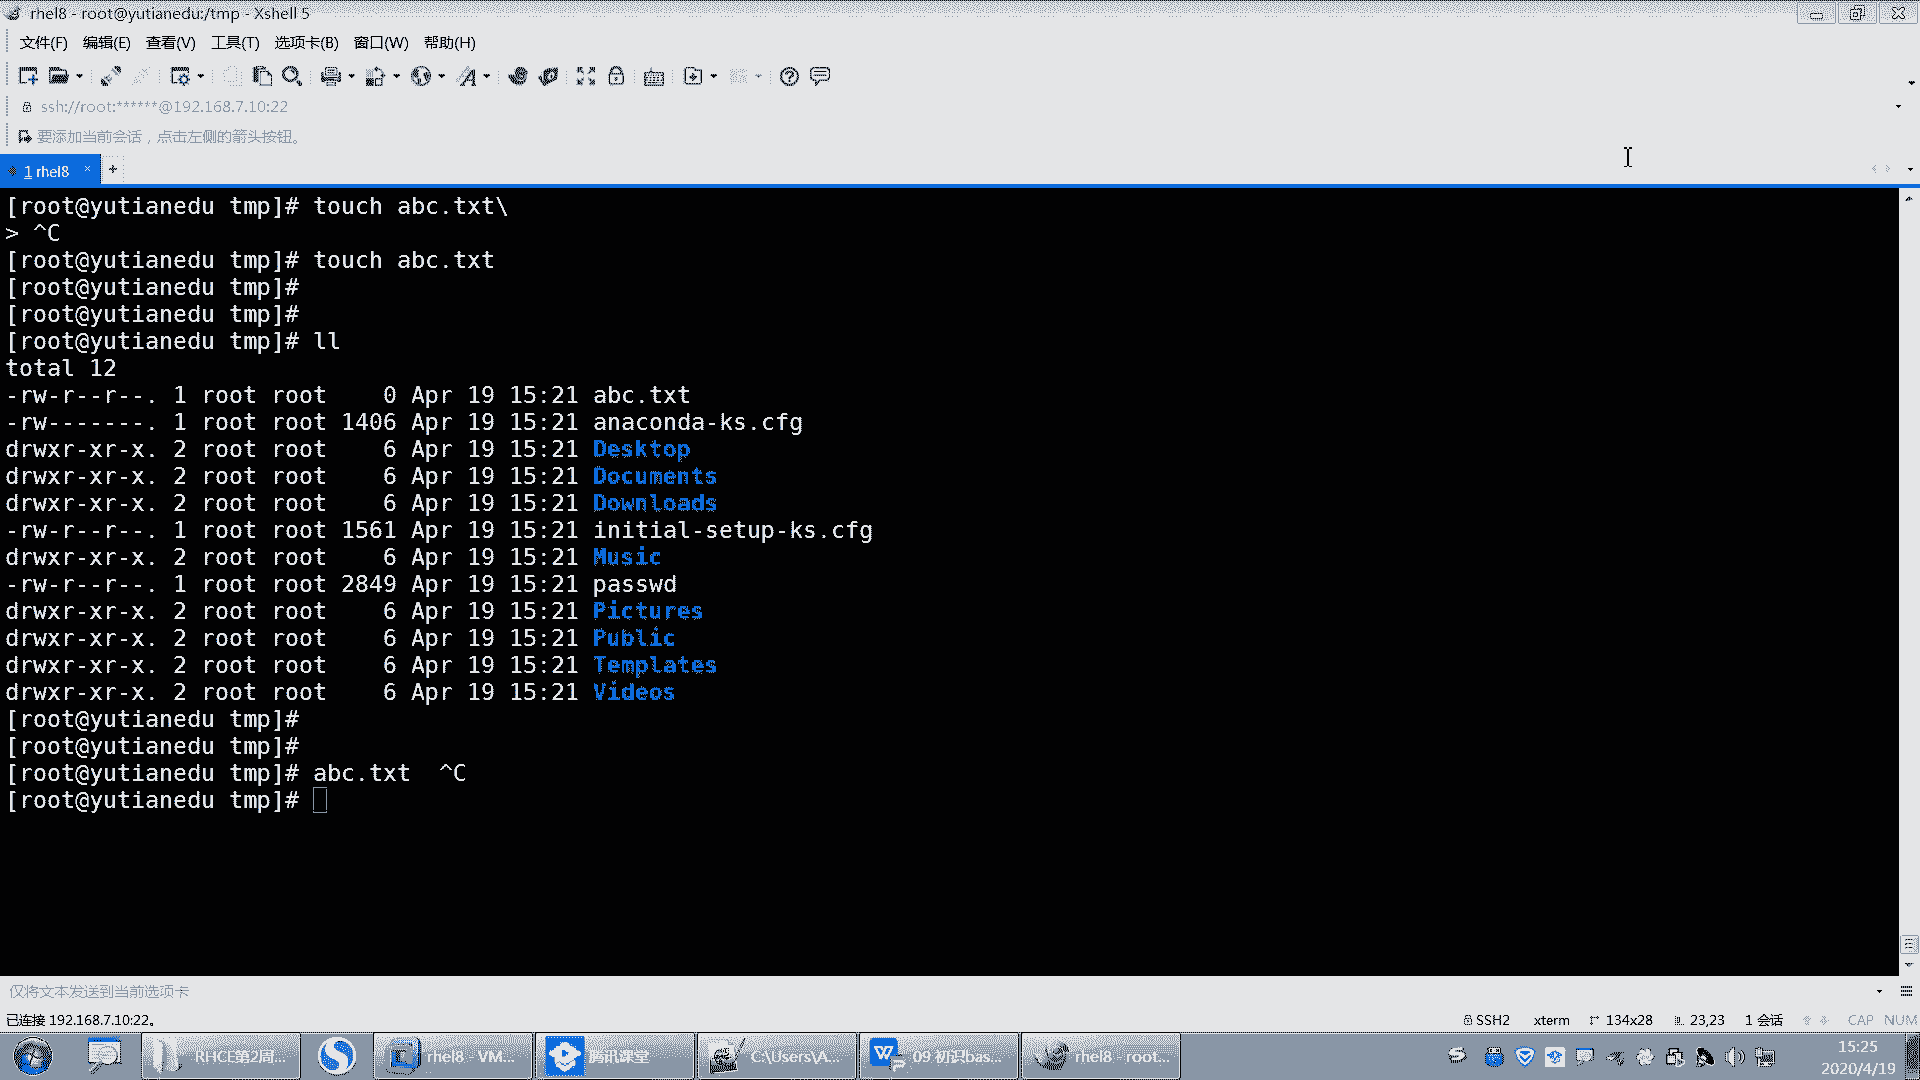 rhel8 - root@yutianedu:/tmp - Xshell 5
文件(F) 编辑(E) 查看(V) 工具(T) 选项卡(B) 窗口(W) 帮助(H)
ssh://root:******@192.168.7.10:22
要添加当前会话，点击左侧的箭头按钮。
1 rhel8 × +
[root@yutianedu tmp]# touch abc.txt\
> ^C
[root@yutianedu tmp]# touch abc.txt
[root@yutianedu tmp]#
[root@yutianedu tmp]#
[root@yutianedu tmp]# ll
total 12
-rw-r--r--. 1 root root    0 Apr 19 15:21 abc.txt
-rw-------. 1 root root 1406 Apr 19 15:21 anaconda-ks.cfg
drwxr-xr-x. 2 root root    6 Apr 19 15:21 Desktop
drwxr-xr-x. 2 root root    6 Apr 19 15:21 Documents
drwxr-xr-x. 2 root root    6 Apr 19 15:21 Downloads
-rw-r--r--. 1 root root 1561 Apr 19 15:21 initial-setup-ks.cfg
drwxr-xr-x. 2 root root    6 Apr 19 15:21 Music
-rw-r--r--. 1 root root 2849 Apr 19 15:21 passwd
drwxr-xr-x. 2 root root    6 Apr 19 15:21 Pictures
drwxr-xr-x. 2 root root    6 Apr 19 15:21 Public
drwxr-xr-x. 2 root root    6 Apr 19 15:21 Templates
drwxr-xr-x. 2 root root    6 Apr 19 15:21 Videos
[root@yutianedu tmp]#
[root@yutianedu tmp]#
[root@yutianedu tmp]# abc.txt  ^C
[root@yutianedu tmp]#
仅将文本发送到当前选项卡
已连接 192.168.7.10:22。 SSH2 xterm 134x28 23,23 1 会话 CAP NUM
RHCE第2周... rhel8 - VM... 腾讯课堂 C:\Users\A... 09 初识bas... rhel8 - root... 15:25
2020/4/19